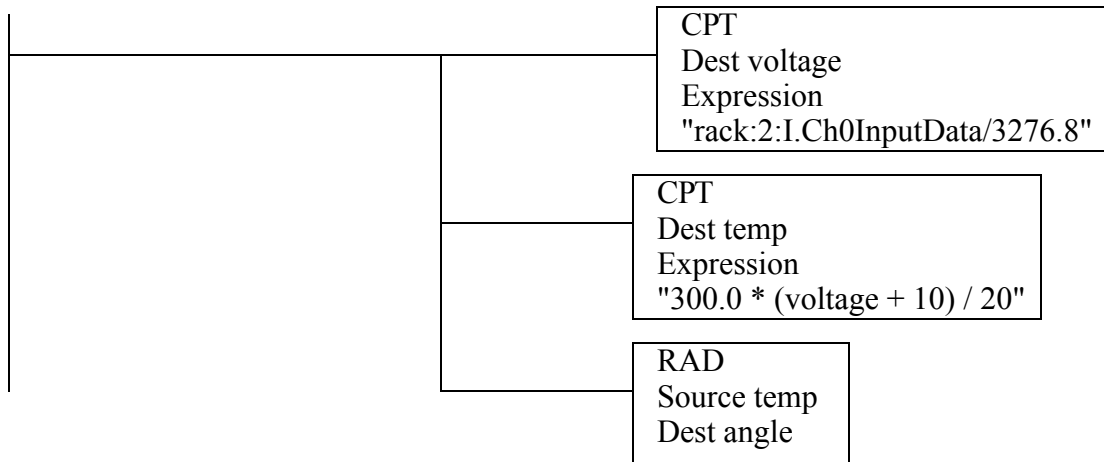 CPT
Dest voltage
Expression
"rack:2:I.Ch0InputData/3276.8"
CPT
Dest temp
Expression
"300.0 * (voltage + 10) / 20"
RAD
Source temp
Dest angle